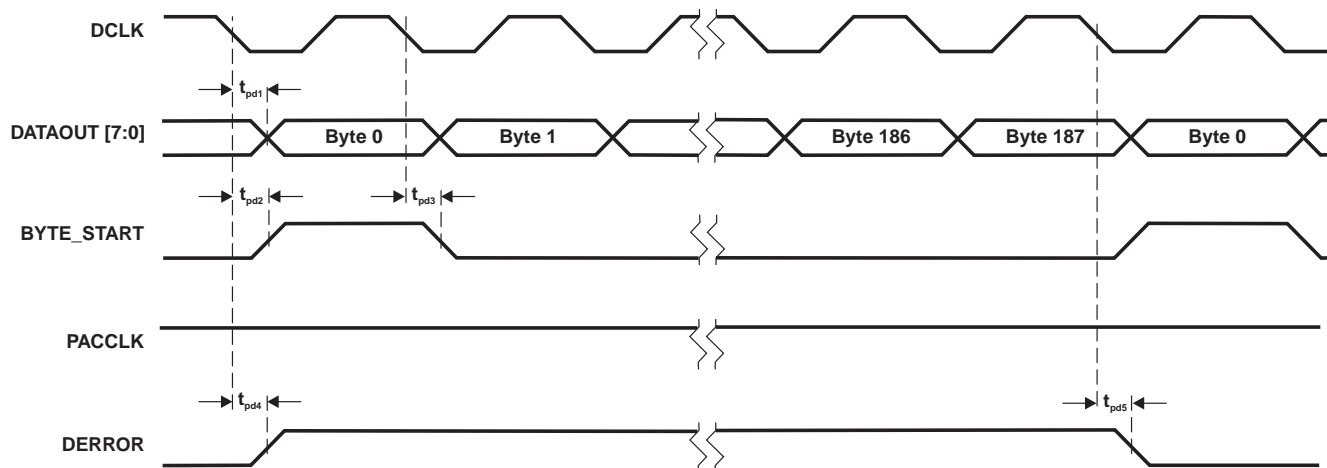 DCLK
t_pd1
DATAOUT [7:0]
Byte 0
Byte 1
Byte 186
Byte 187
Byte 0
t_pd2
t_pd3
BYTE_START
PACCLK
t_pd4
t_pd5
DERROR